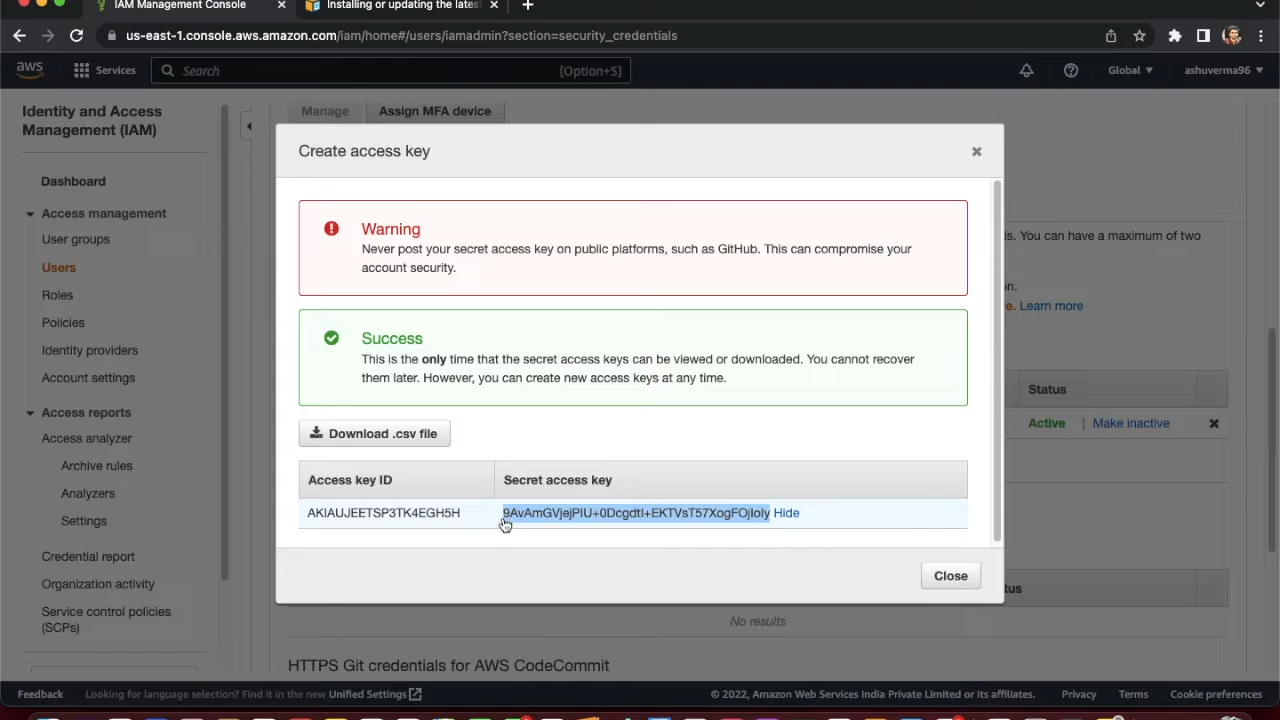 IAM Management Console
Installing or updating the latest
us-east-1.console.aws.amazon.com/iam/home#/users/iamadmin?section=security_credentials
aws
Services
Search
[Option+S]
Global
ashuverma96
Identity and Access
Management (IAM)
Dashboard
Access management
User groups
Users
Roles
Policies
Identity providers
Account settings
Access reports
Access analyzer
Archive rules
Analyzers
Settings
Credential report
Organization activity
Service control policies
(SCPs)
Manage
Assign MFA device
Create access key
Warning
Never post your secret access key on public platforms, such as GitHub. This can compromise your
account security.
Success
This is the only time that the secret access keys can be viewed or downloaded. You cannot recover
them later. However, you can create new access keys at any time.
Download .csv file
Access key ID
Secret access key
AKIAUJEETSP3TK4EGH5H
Hide
Close
You can have a maximum of two
Learn more
Status
Active
| Make inactive
No results
HTTPS Git credentials for AWS CodeCommit
Feedback
Looking for language selection? Find it in the new Unified Settings
© 2022, Amazon Web Services India Private Limited or its affiliates.
Privacy
Terms
Cookie preferences